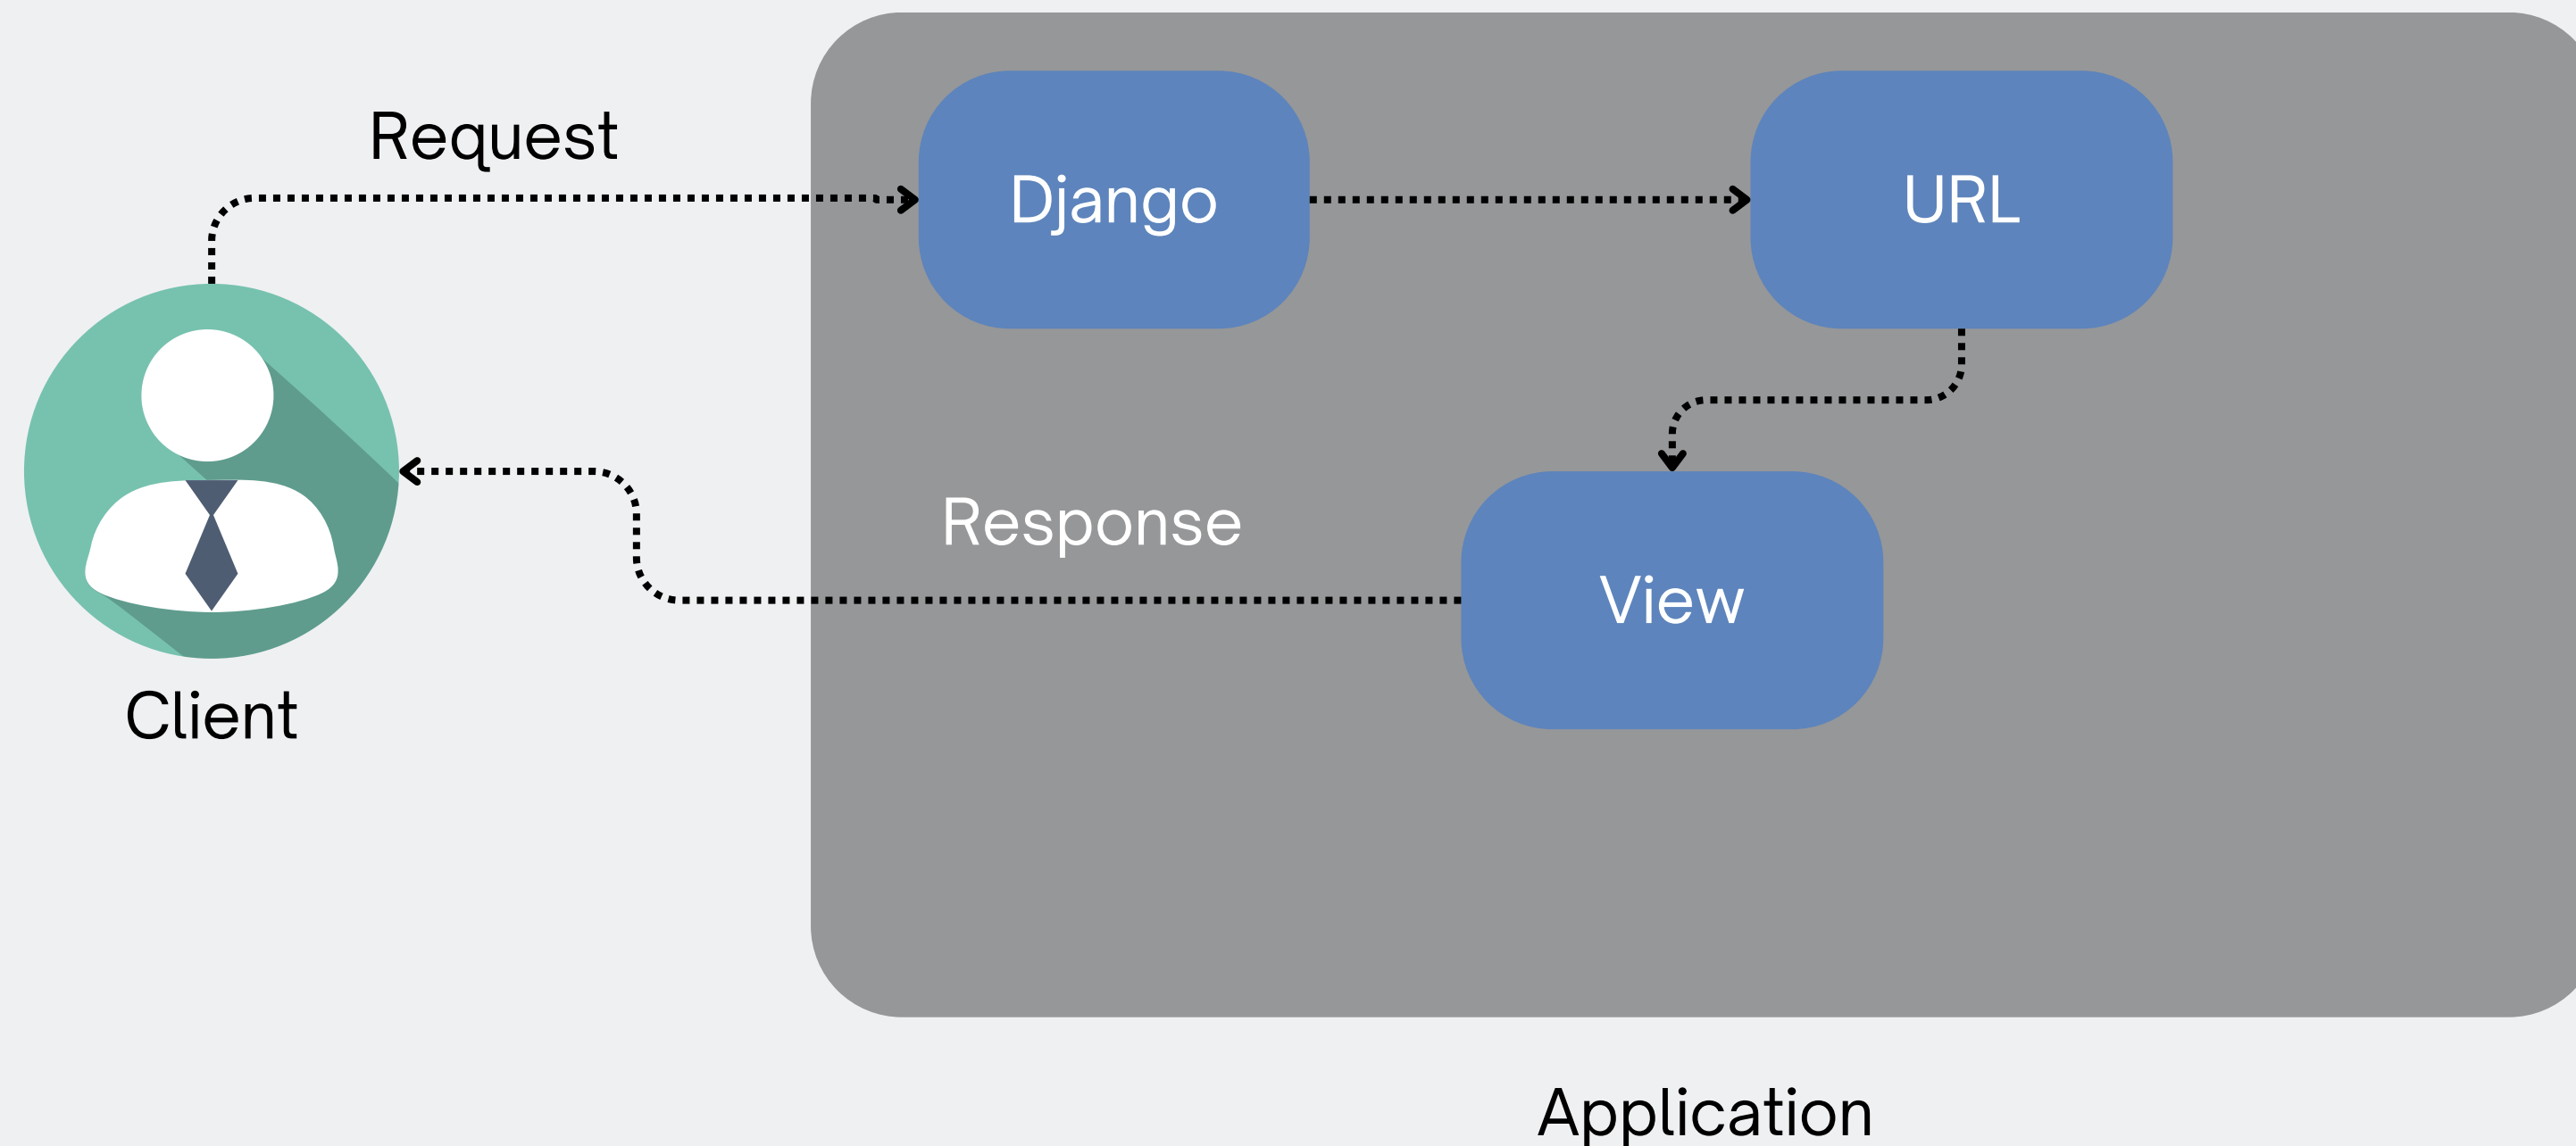 Request
Django
URL
Response
View
Client
Application